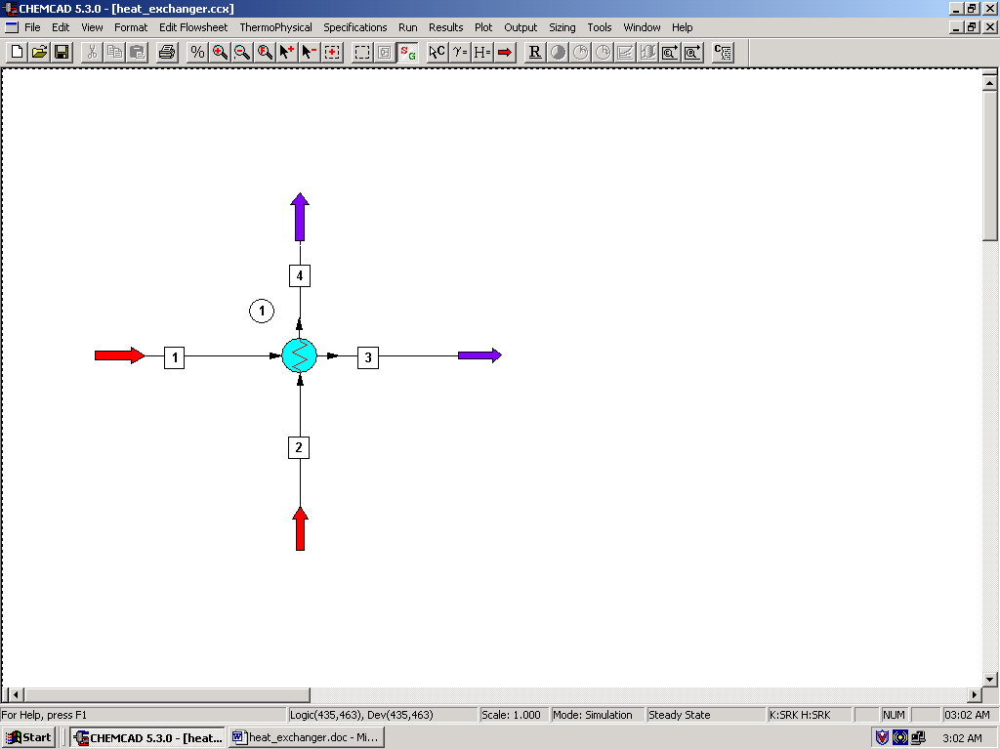 CHEMCAD 5.3.0 - [heat_exchanger.ccx]
File Edit View Format Edit Flowsheet ThermoPhysical Specifications Run Results Plot Output Sizing Tools Window Help
% S G C γ= H= R C
4
1
1
3
2
For Help, press F1 Logic(435,463), Dev(435,463) Scale: 1.000 Mode: Simulation Steady State K:SRK H:SRK NUM 03:02 AM
Start CHEMCAD 5.3.0 - [heat... heat_exchanger.doc - Mi... 3:02 AM